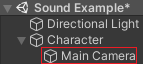 Sound Example*
Directional Light
Character
Main Camera